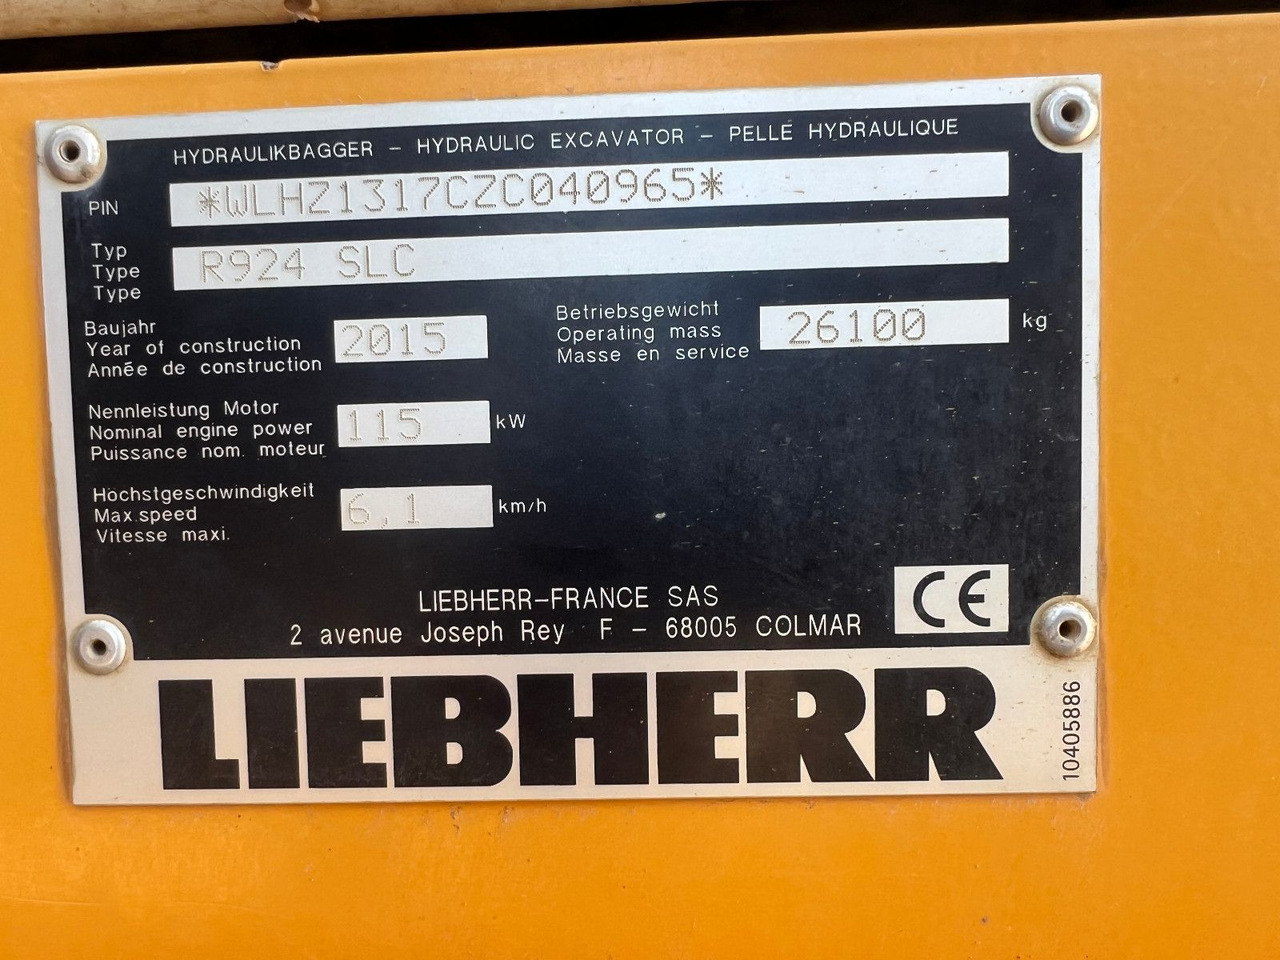 HYDRAULIKBAGGER - HYDRAULIC EXCAVATOR - PELLE HYDRAULIQUE
PIN *WLHZ1317CZC040965*
Typ
Type R924 SLC
Type
Baujahr
Year of construction 2015
Année de construction
Betriebsgewicht
Operating mass 26100 kg
Masse en service
Nennleistung Motor
Nominal engine power 115 kW
Puissance nom. moteur
Höchstgeschwindigkeit
Max.speed 6,1 km/h
Vitesse maxi.
LIEBHERR-FRANCE SAS
2 avenue Joseph Rey F - 68005 COLMAR
CE
LIEBHERR
10405886